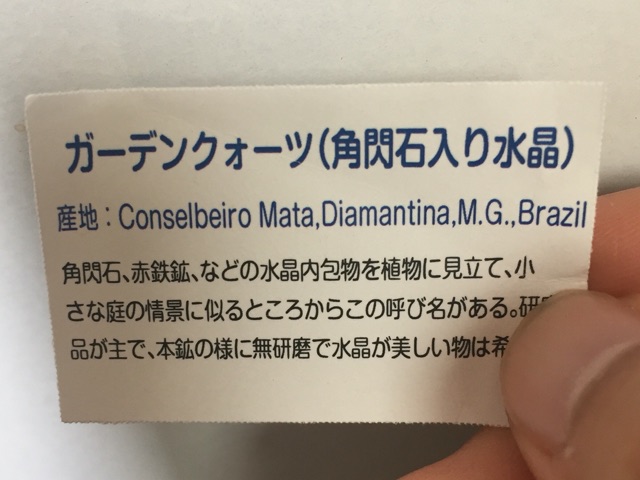 ガーデンクォーツ(角閃石入り水晶)
産地：Conselbeiro Mata,Diamantina,M.G.,Brazil
角閃石、赤鉄鉱、などの水晶内包物を植物に見立て、小
さな庭の情景に似るところからこの呼び名がある。研
品が主で、本鉱の様に無研磨で水晶が美しい物は希